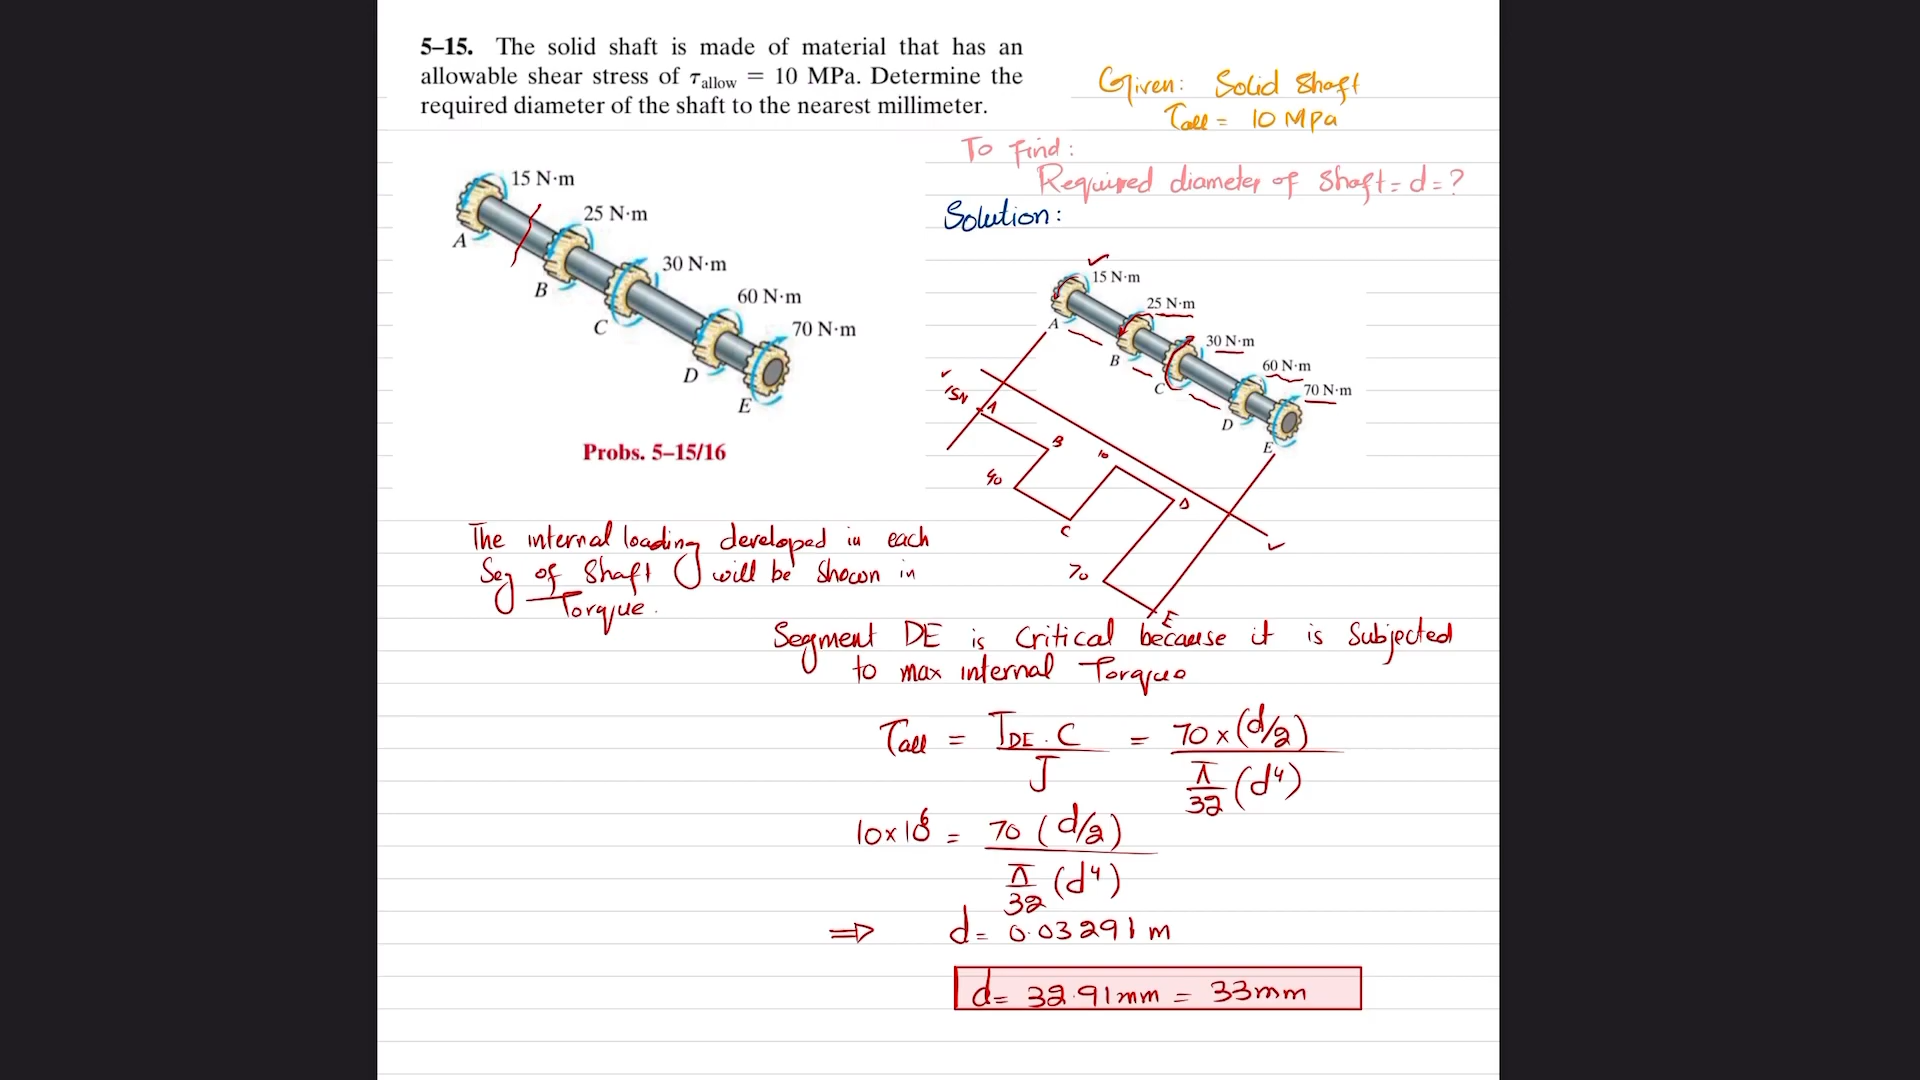 5–15. The solid shaft is made of material that has an
allowable shear stress of τallow = 10 MPa. Determine the
required diameter of the shaft to the nearest millimeter.
Given: Solid Shaft
τall = 10 MPa
To Find:
Required diameter of Shaft = d = ?
Solution:
15 N·m
25 N·m
30 N·m
60 N·m
70 N·m
A
B
C
D
E
Probs. 5–15/16
15 N·m
25 N·m
30 N·m
60 N·m
70 N·m
A
B
C
D
E
15N
A
B
10
40
D
C
70
E
The internal loading developed in each
Seg of Shaft will be Shown in
Torque.
Segment DE is Critical because it is Subjected
to max internal Torque
τall = TDE . C / J = 70 x (d/2) / π/32 (d⁴)
10x10⁶ = 70 (d/2) / π/32 (d⁴)
⇒ d = 0.03291 m
d = 32.91mm = 33mm